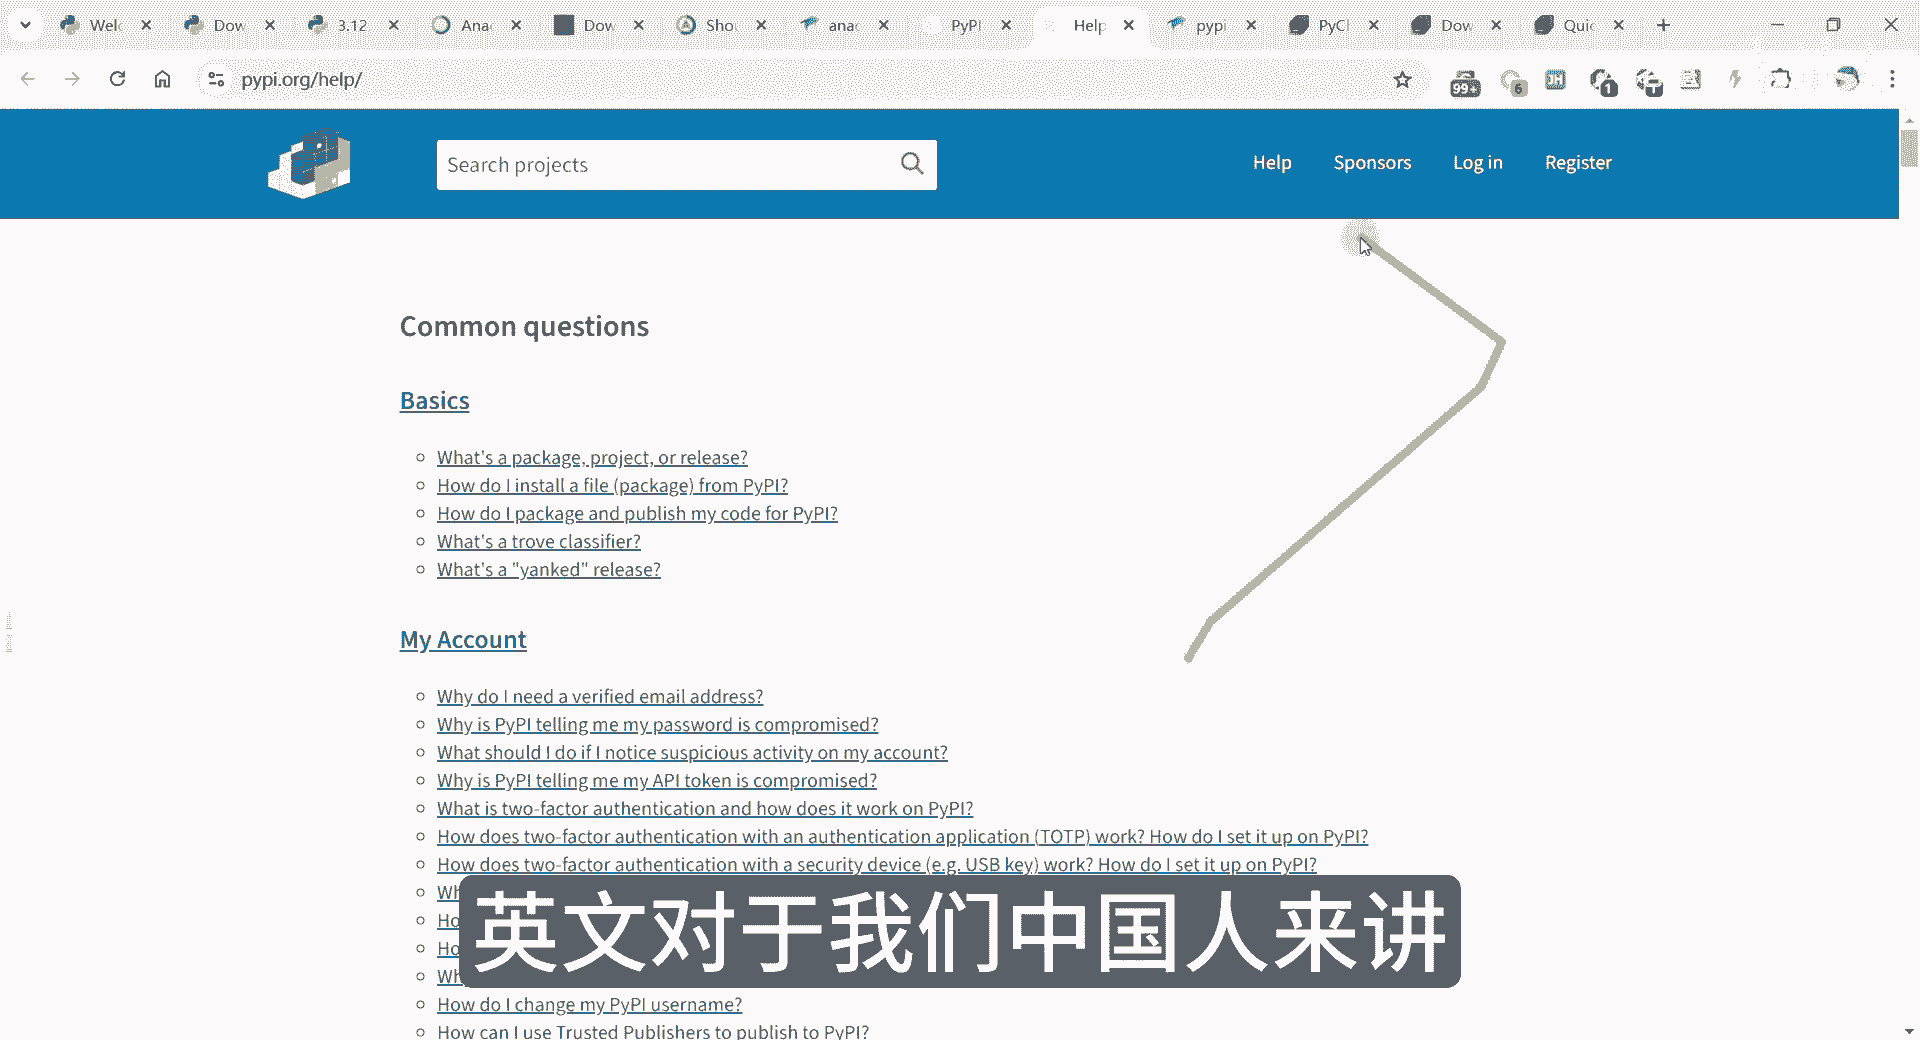 Welc
Dow
3.12
Ana
Dow
Sho
anac
PyPI
Help
pypi
PyCl
Dow
Quic
pypi.org/help/
99+
6
1
Search projects
Help
Sponsors
Log in
Register
Common questions
Basics
What's a package, project, or release?
How do I install a file (package) from PyPI?
How do I package and publish my code for PyPI?
What's a trove classifier?
What's a "yanked" release?
My Account
Why do I need a verified email address?
Why is PyPI telling me my password is compromised?
What should I do if I notice suspicious activity on my account?
Why is PyPI telling me my API token is compromised?
What is two-factor authentication and how does it work on PyPI?
How does two-factor authentication with an authentication application (TOTP) work? How do I set it up on PyPI?
How does two-factor authentication with a security device (e.g. USB key) work? How do I set it up on PyPI?
Wh
Ho
Ho
Wh
英文对于我们中国人来讲
How do I change my PyPI username?
How can I use Trusted Publishers to publish to PyPI?